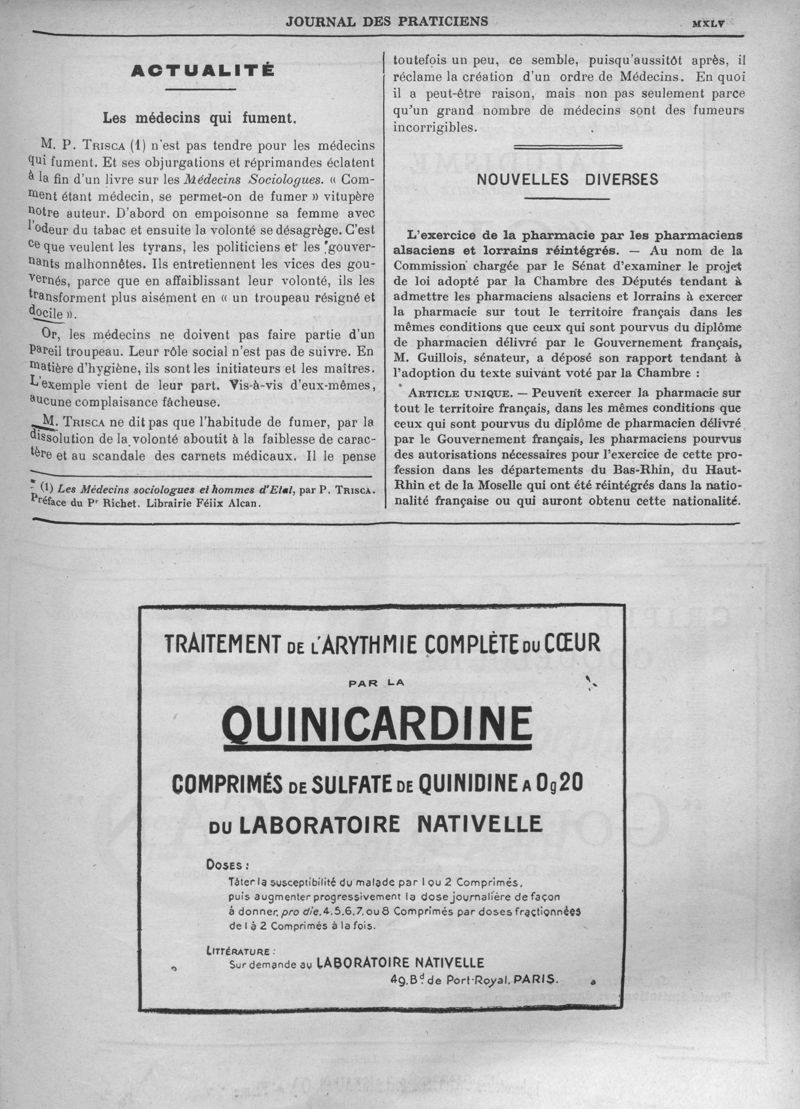 JOURNAL DES PRATICIENS
MXLV
ACTUALITÉ
Les médecins qui fument.
M. P. TRISCA (1) n'est pas tendre pour les médecins
qui fument. Et ses objurgations et réprimandes éclatent
à la fin d'un livre sur les Médecins Sociologues. « Com-
ment étant médecin, se permet-on de fumer » vitupère
notre auteur. D'abord on empoisonne sa femme avec
l'odeur du tabac et ensuite la volonté se désagrège. C'est
ce que veulent les tyrans, les politiciens et les gouver-
nants malhonnêtes. Ils entretiennent les vices des gou-
vernés, parce que en affaiblissant leur volonté, ils les
transforment plus aisément en « un troupeau résigné et
docile ».
Or, les médecins ne doivent pas faire partie d'un
pareil troupeau. Leur rôle social n'est pas de suivre. En
matière d'hygiène, ils sont les initiateurs et les maîtres.
L'exemple vient de leur part. Vis-à-vis d'eux-mêmes,
aucune complaisance fâcheuse.
M. TRISCA ne dit pas que l'habitude de fumer, par la
dissolution de la volonté aboutit à la faiblesse de carac-
tère et au scandale des carnets médicaux. Il le pense
(1) Les Médecins sociologues et hommes d'Etat, par P. TRISCA.
Préface du Pr Richet. Librairie Féiix Alcan.
toutefois un peu, ce semble, puisqu'aussitôt après, il
réclame la création d'un ordre de Médecins. En quoi
il a peut-être raison, mais non pas seulement parce
qu'un grand nombre de médecins sont des fumeurs
incorrigibles.
NOUVELLES DIVERSES
L'exercice de la pharmacie par les pharmaciens
alsaciens et lorrains réintégrés. — Au nom de la
Commission chargée par le Sénat d'examiner le projet
de loi adopté par la Chambre des Députés tendant à
admettre les pharmaciens alsaciens et lorrains à exercer
la pharmacie sur tout le territoire français dans les
mêmes conditions que ceux qui sont pourvus du diplôme
de pharmacien délivré par le Gouvernement français,
M. Guillois, sénateur, a déposé son rapport tendant à
l'adoption du texte suivant voté par la Chambre :
ARTICLE UNIQUE. — Peuvent exercer la pharmacie sur
tout le territoire français, dans les mêmes conditions que
ceux qui sont pourvus du diplôme de pharmacien délivré
par le Gouvernement français, les pharmaciens pourvus
des autorisations nécessaires pour l'exercice de cette pro-
fession dans les départements du Bas-Rhin, du Haut-
Rhin et de la Moselle qui ont été réintégrés dans la natio-
nalité française ou qui auront obtenu cette nationalité.
TRAITEMENT DE L'ARYTHMIE COMPLÈTE DU CŒUR
PAR LA
QUINICARDINE
COMPRIMÉS DE SULFATE DE QUINIDINE A 0g20
DU LABORATOIRE NATIVELLE
DOSES :
Tâter la susceptibilité du malade par 1 ou 2 Comprimés,
puis augmenter progressivement la dose journalière de façon
à donner, pro die, 4, 5, 6, 7, ou 8 Comprimés par doses fractionnées
de 1 à 2 Comprimés à la fois.
LITTÉRATURE :
Sur demande au LABORATOIRE NATIVELLE
49, Bd. de Port-Royal, PARIS.